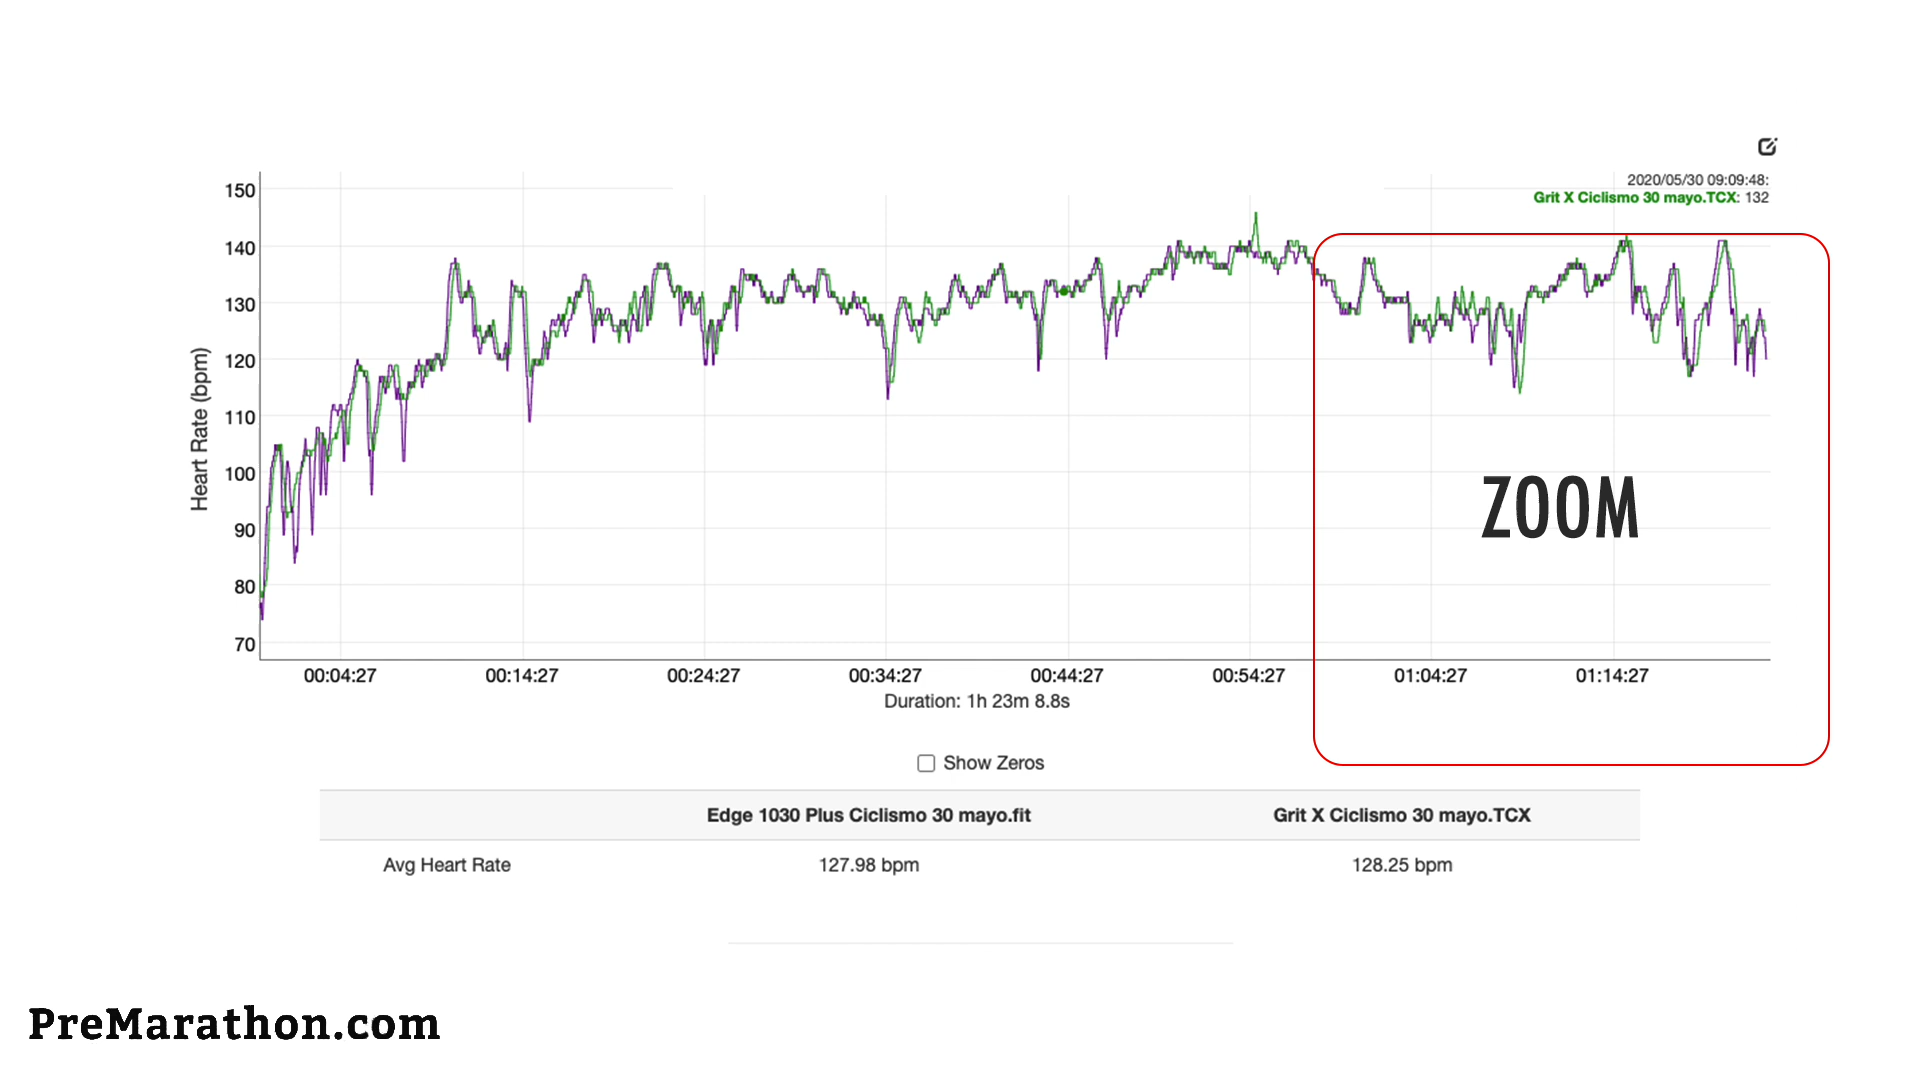 2020/05/30 09:09:48:
Grit X Ciclismo 30 mayo.TCX: 132
150
140
130
120
110
100
90
80
70
Heart Rate (bpm)
ZOOM
00:04:27 00:14:27 00:24:27 00:34:27 00:44:27 00:54:27 01:04:27 01:14:27
Duration: 1h 23m 8.8s
Show Zeros
Edge 1030 Plus Ciclismo 30 mayo.fit Grit X Ciclismo 30 mayo.TCX
Avg Heart Rate 127.98 bpm 128.25 bpm
PreMarathon.com